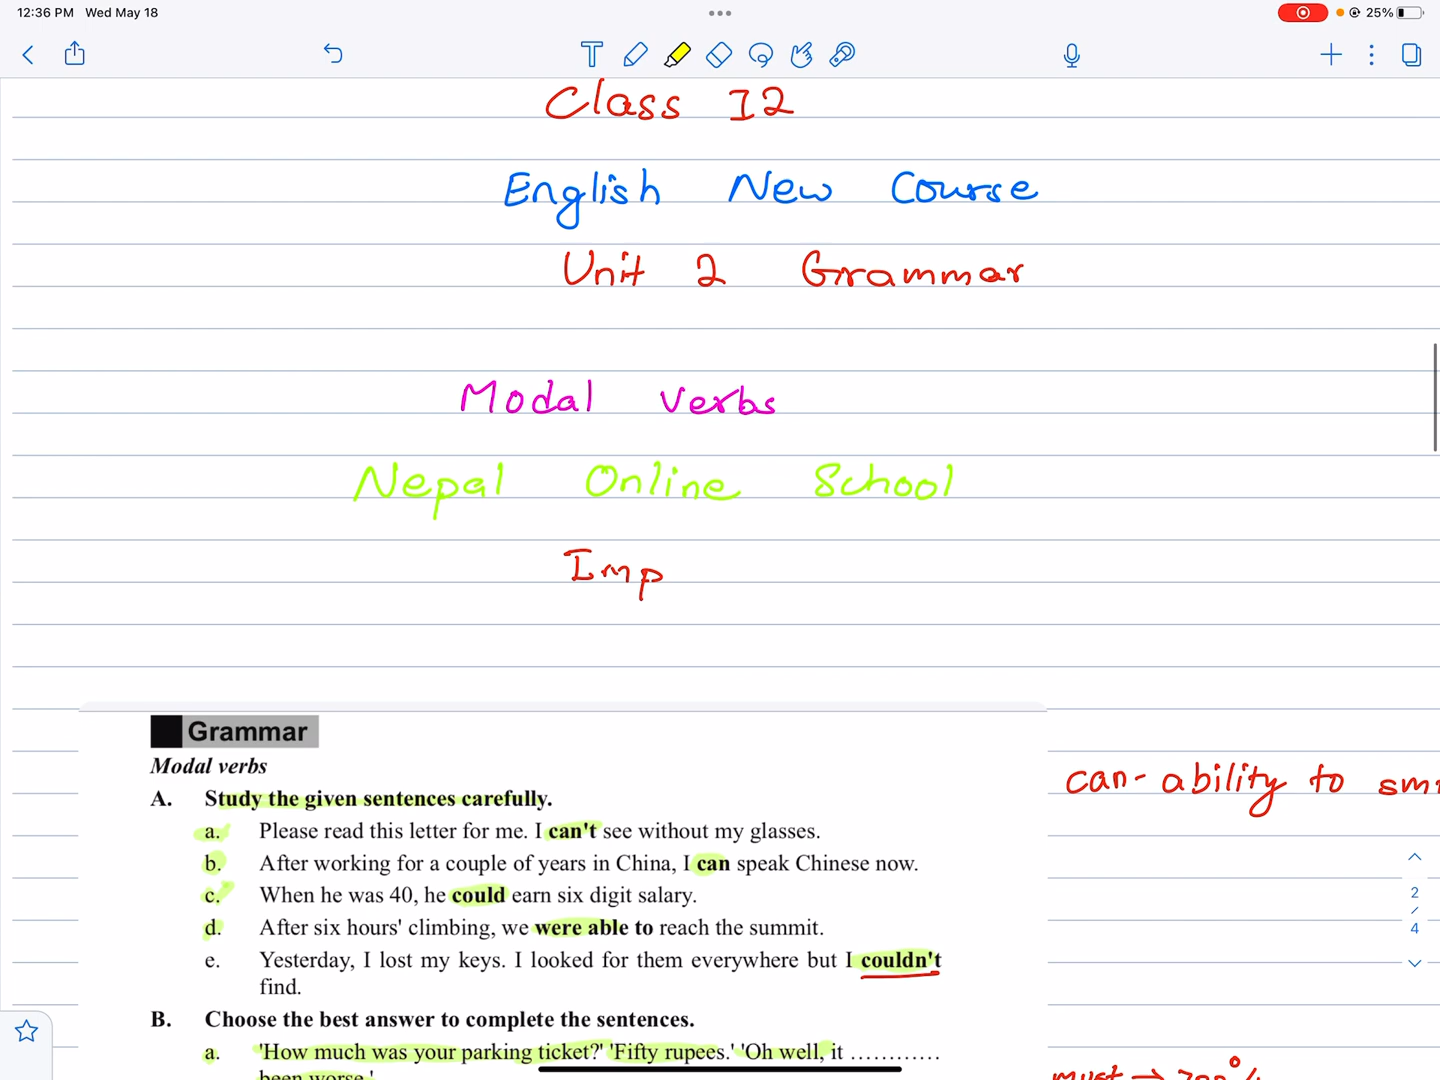 12:36 PM Wed May 18
25%
Class 12
English New Course
Unit 2 Grammar
Modal verbs
Nepal Online School
Imp
Grammar
Modal verbs
A. Study the given sentences carefully.
can- ability to
a. Please read this letter for me. I can't see without my glasses.
b. After working for a couple of years in China, I can speak Chinese now.
c. When he was 40, he could earn six digit salary.
2
/
4
d. After six hours' climbing, we were able to reach the summit.
e. Yesterday, I lost my keys. I looked for them everywhere but I couldn't
find.
B. Choose the best answer to complete the sentences.
a. 'How much was your parking ticket?' 'Fifty rupees.' 'Oh well, it ............
been worse.'
must →